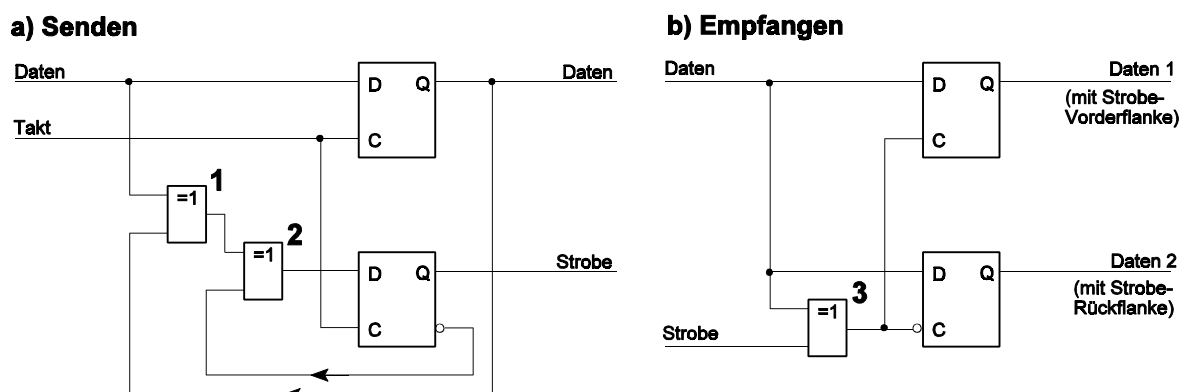 a) Senden
Daten
Daten
D
Q
Takt
C
1
=1
2
=1
Strobe
D
Q
C
b) Empfangen
Daten
Daten 1
D
Q
(mit Strobe-
Vorderflanke)
C
Daten 2
D
Q
(mit Strobe-
Rückflanke)
3
=1
Strobe
C